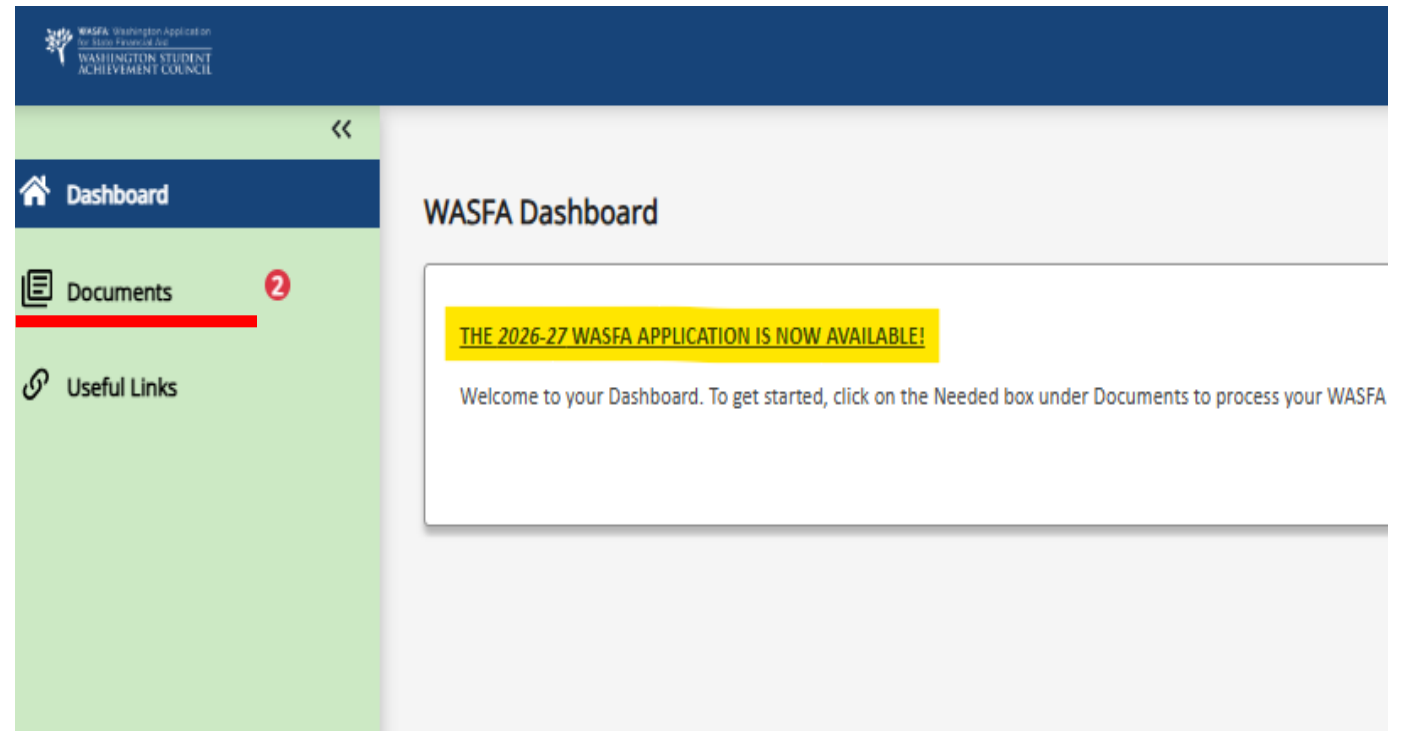 WASFA Washington Application
for State Financial Aid
WASHINGTON STUDENT
ACHIEVEMENT COUNCIL
Dashboard
Documents 2
Useful Links
WASFA Dashboard
THE 2026-27 WASFA APPLICATION IS NOW AVAILABLE!
Welcome to your Dashboard. To get started, click on the Needed box under Documents to process your WASFA